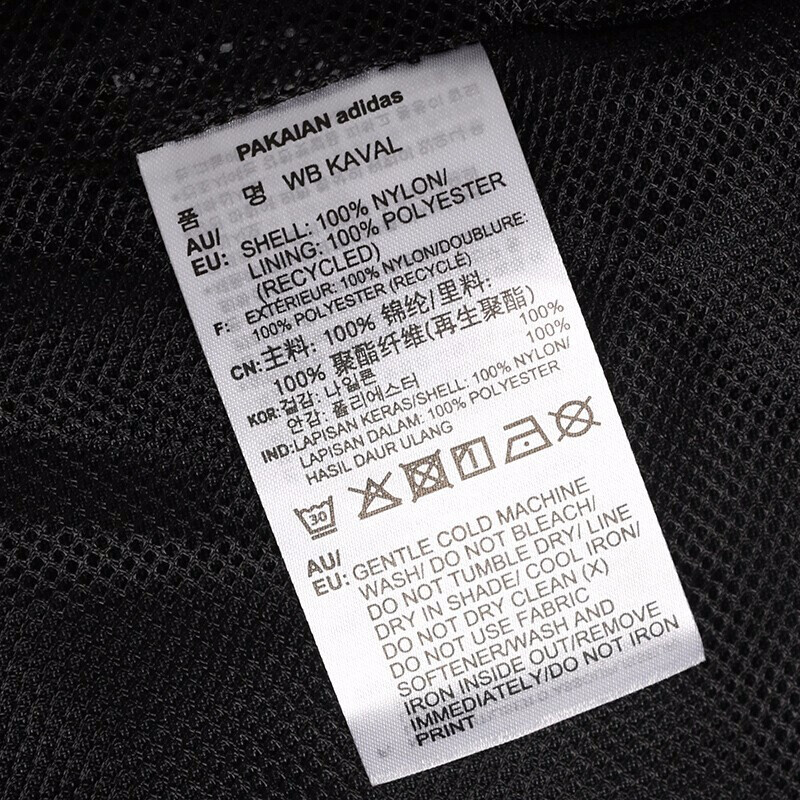 PAKAIAN adidas
품 명 WB KAVAL
AU/
EU: SHELL: 100% NYLON/
LINING: 100% POLYESTER
(RECYCLED)
F: EXTÉRIEUR: 100% NYLON/DOUBLURE:
100% POLYESTER (RECYCLÉ)
CN: 主料: 100% 锦纶/里料:
100% 聚酯纤维(再生聚酯)
KOR: 겉감: 나일론 100%
안감: 폴리에스터 100%
IND: LAPISAN KERAS/SHELL: 100% NYLON/
LAPISAN DALAM: 100% POLYESTER
HASIL DAUR ULANG
30
AU/
EU: GENTLE COLD MACHINE
WASH/ DO NOT BLEACH/
DO NOT TUMBLE DRY/ LINE
DRY IN SHADE/ COOL IRON/
DO NOT DRY CLEAN (X)
DO NOT USE FABRIC
SOFTENER/WASH AND
IRON INSIDE OUT/REMOVE
IMMEDIATELY/DO NOT IRON
PRINT